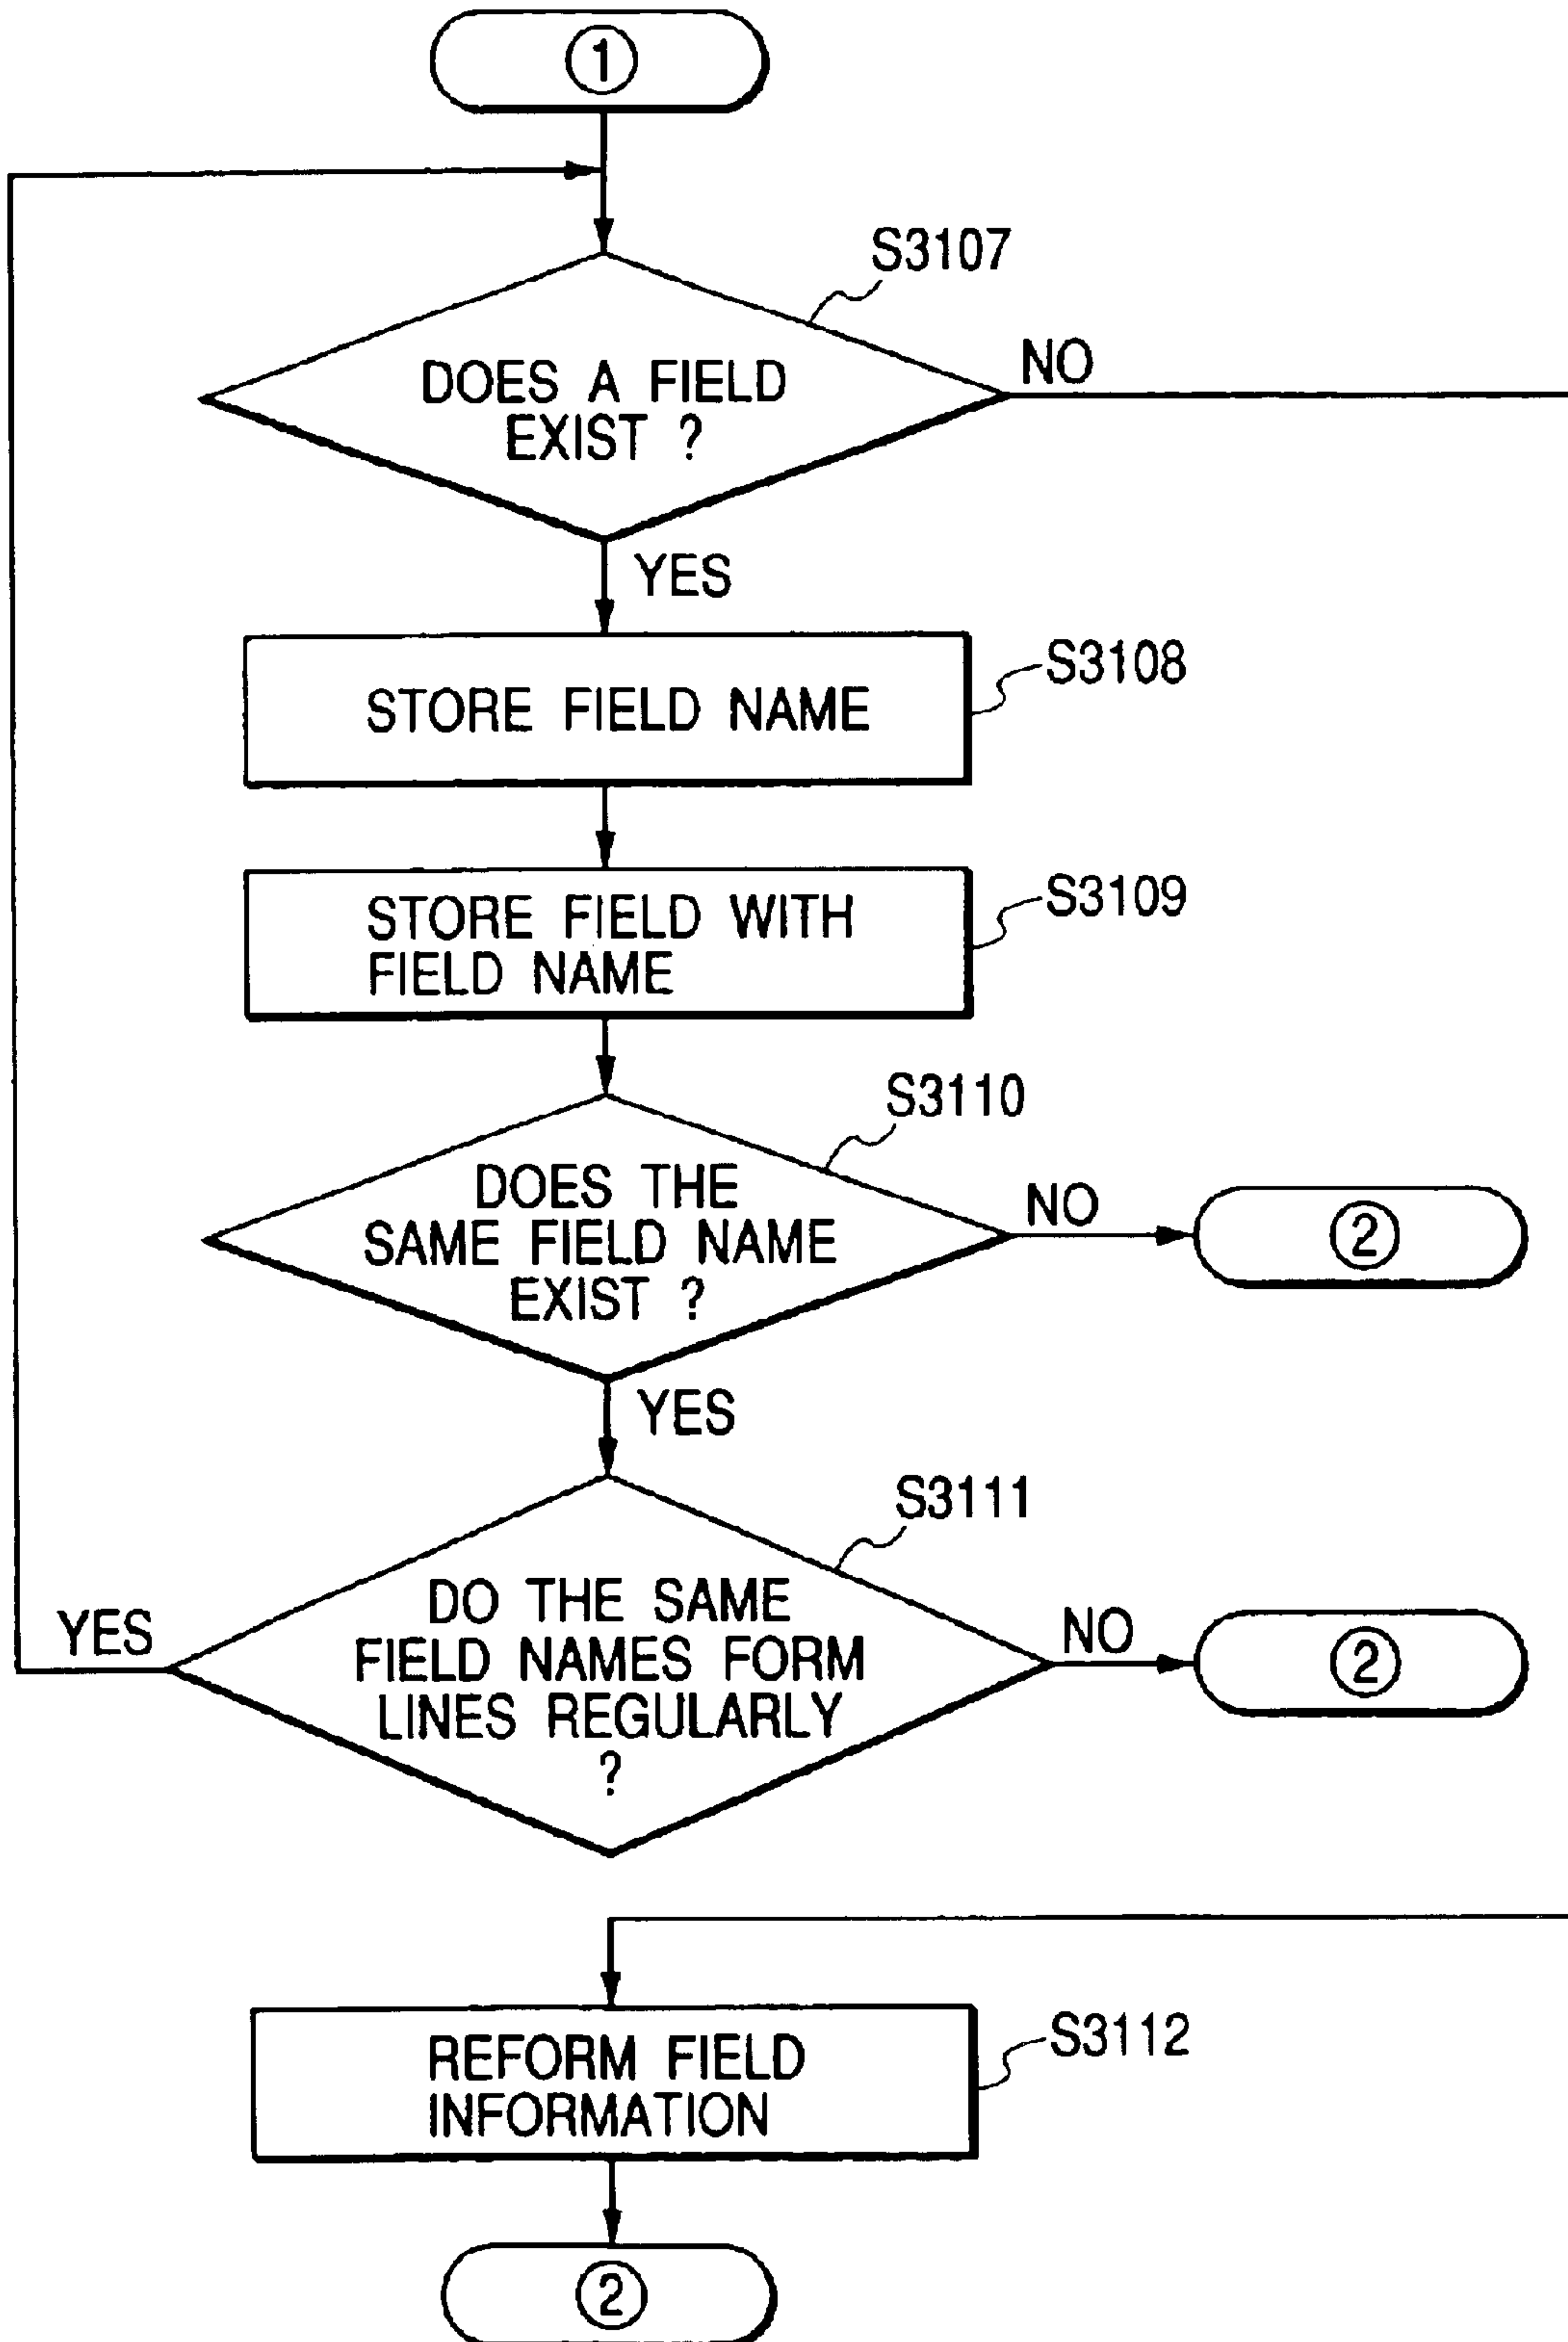 ①
S3107
DOES A FIELD
EXIST ?
NO
YES
STORE FIELD NAME
S3108
STORE FIELD WITH
FIELD NAME
S3109
S3110
DOES THE
SAME FIELD NAME
EXIST ?
NO
②
YES
S3111
DO THE SAME
FIELD NAMES FORM
LINES REGULARLY
?
YES
NO
②
REFORM FIELD
INFORMATION
S3112
②